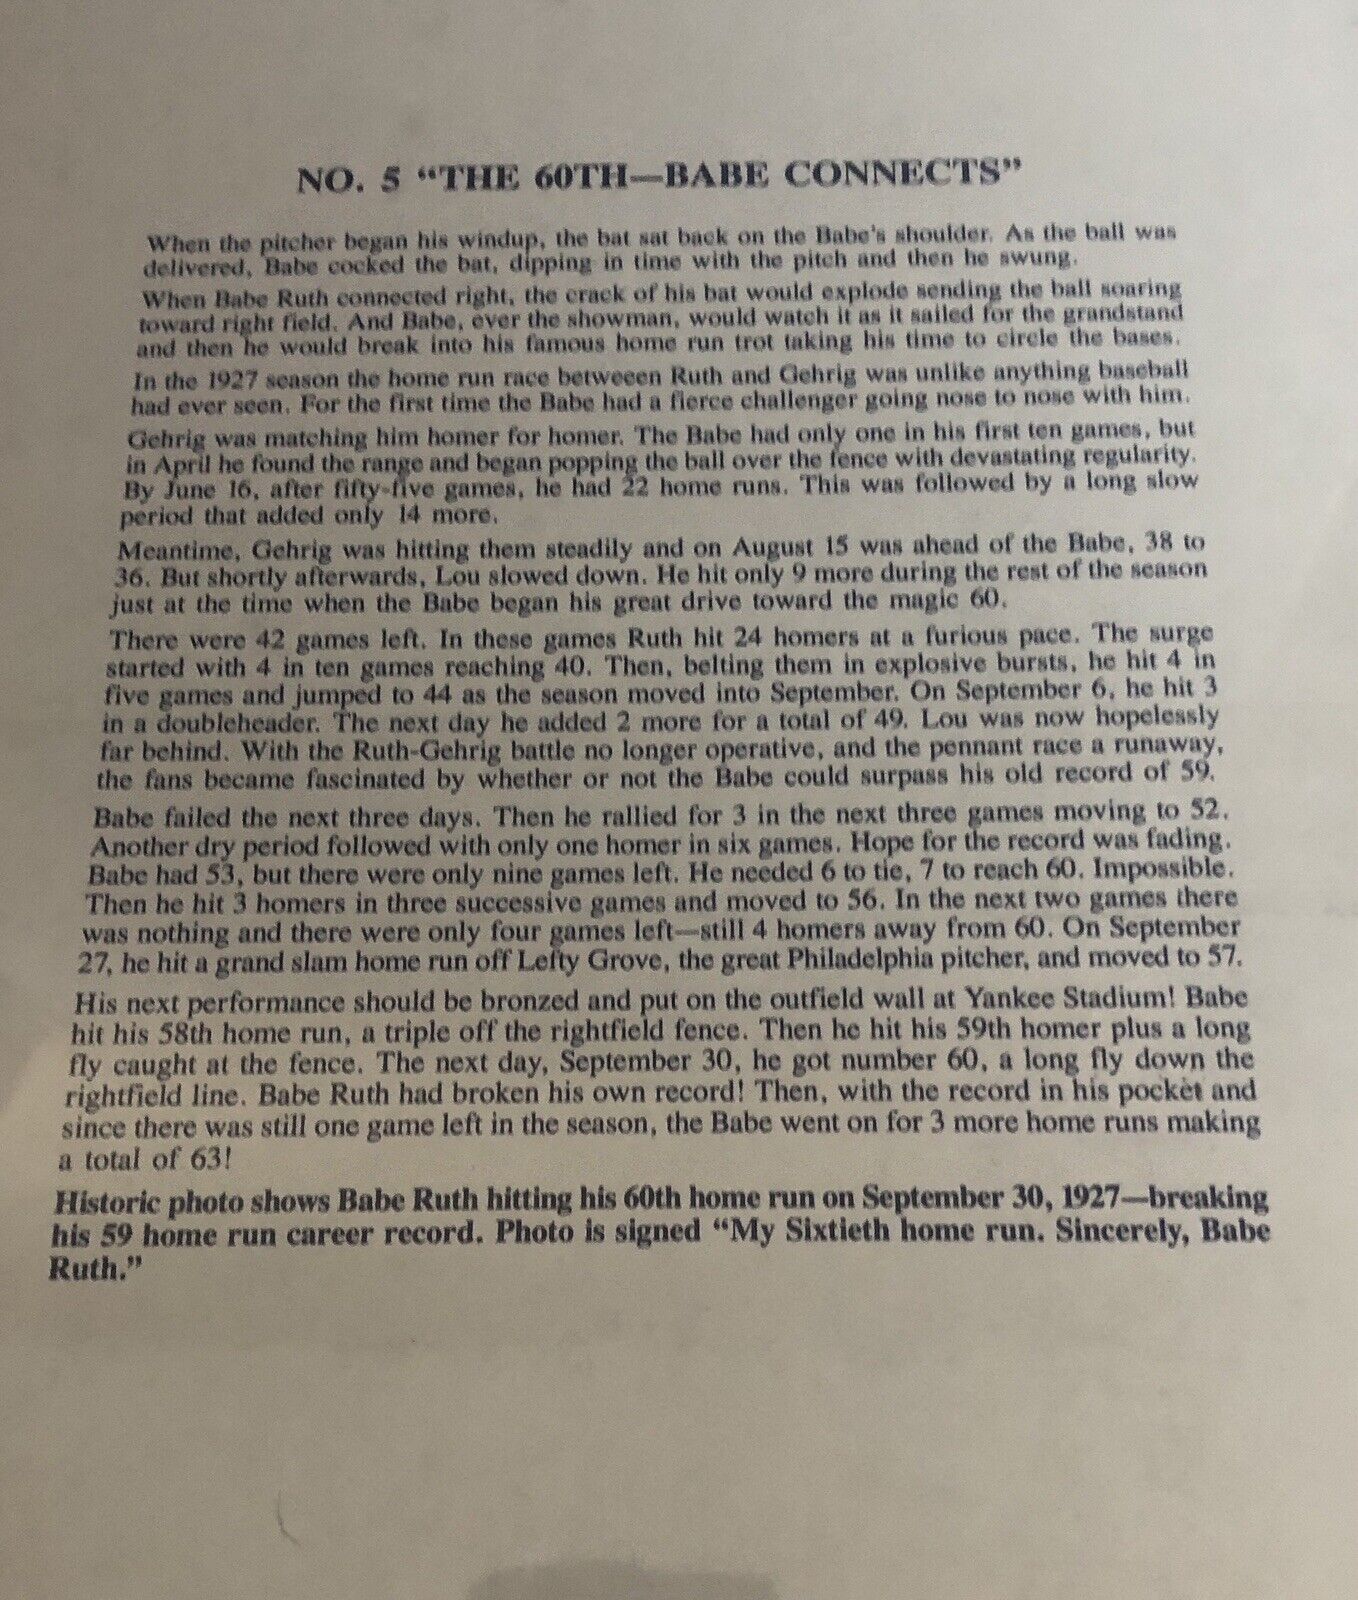 NO. 5 "THE 60TH—BABE CONNECTS"
When the pitcher began his windup, the bat sat back on the Babe's shoulder. As the ball was
delivered, Babe cocked the bat, dipping in time with the pitch and then he swung.
When Babe Ruth connected right, the crack of his bat would explode sending the ball soaring
toward right field. And Babe, ever the showman, would watch it as it sailed for the grandstand
and then he would break into his famous home run trot taking his time to circle the bases.
In the 1927 season the home run race betweeen Ruth and Gehrig was unlike anything baseball
had ever seen. For the first time the Babe had a fierce challenger going nose to nose with him.
Gehrig was matching him homer for homer. The Babe had only one in his first ten games, but
in April he found the range and began popping the ball over the fence with devastating regularity.
By June 16, after fifty-five games, he had 22 home runs. This was followed by a long slow
period that added only 14 more.
Meantime, Gehrig was hitting them steadily and on August 15 was ahead of the Babe, 38 to
36. But shortly afterwards, Lou slowed down. He hit only 9 more during the rest of the season
just at the time when the Babe began his great drive toward the magic 60.
There were 42 games left. In these games Ruth hit 24 homers at a furious pace. The surge
started with 4 in ten games reaching 40. Then, belting them in explosive bursts, he hit 4 in
five games and jumped to 44 as the season moved into September. On September 6, he hit 3
in a doubleheader. The next day he added 2 more for a total of 49. Lou was now hopelessly
far behind. With the Ruth-Gehrig battle no longer operative, and the pennant race a runaway,
the fans became fascinated by whether or not the Babe could surpass his old record of 59.
Babe failed the next three days. Then he rallied for 3 in the next three games moving to 52.
Another dry period followed with only one homer in six games. Hope for the record was fading.
Babe had 53, but there were only nine games left. He needed 6 to tie, 7 to reach 60. Impossible.
Then he hit 3 homers in three successive games and moved to 56. In the next two games there
was nothing and there were only four games left—still 4 homers away from 60. On September
27, he hit a grand slam home run off Lefty Grove, the great Philadelphia pitcher, and moved to 57.
His next performance should be bronzed and put on the outfield wall at Yankee Stadium! Babe
hit his 58th home run, a triple off the rightfield fence. Then he hit his 59th homer plus a long
fly caught at the fence. The next day, September 30, he got number 60, a long fly down the
rightfield line. Babe Ruth had broken his own record! Then, with the record in his pocket and
since there was still one game left in the season, the Babe went on for 3 more home runs making
a total of 63!
Historic photo shows Babe Ruth hitting his 60th home run on September 30, 1927—breaking
his 59 home run career record. Photo is signed "My Sixtieth home run. Sincerely, Babe
Ruth."